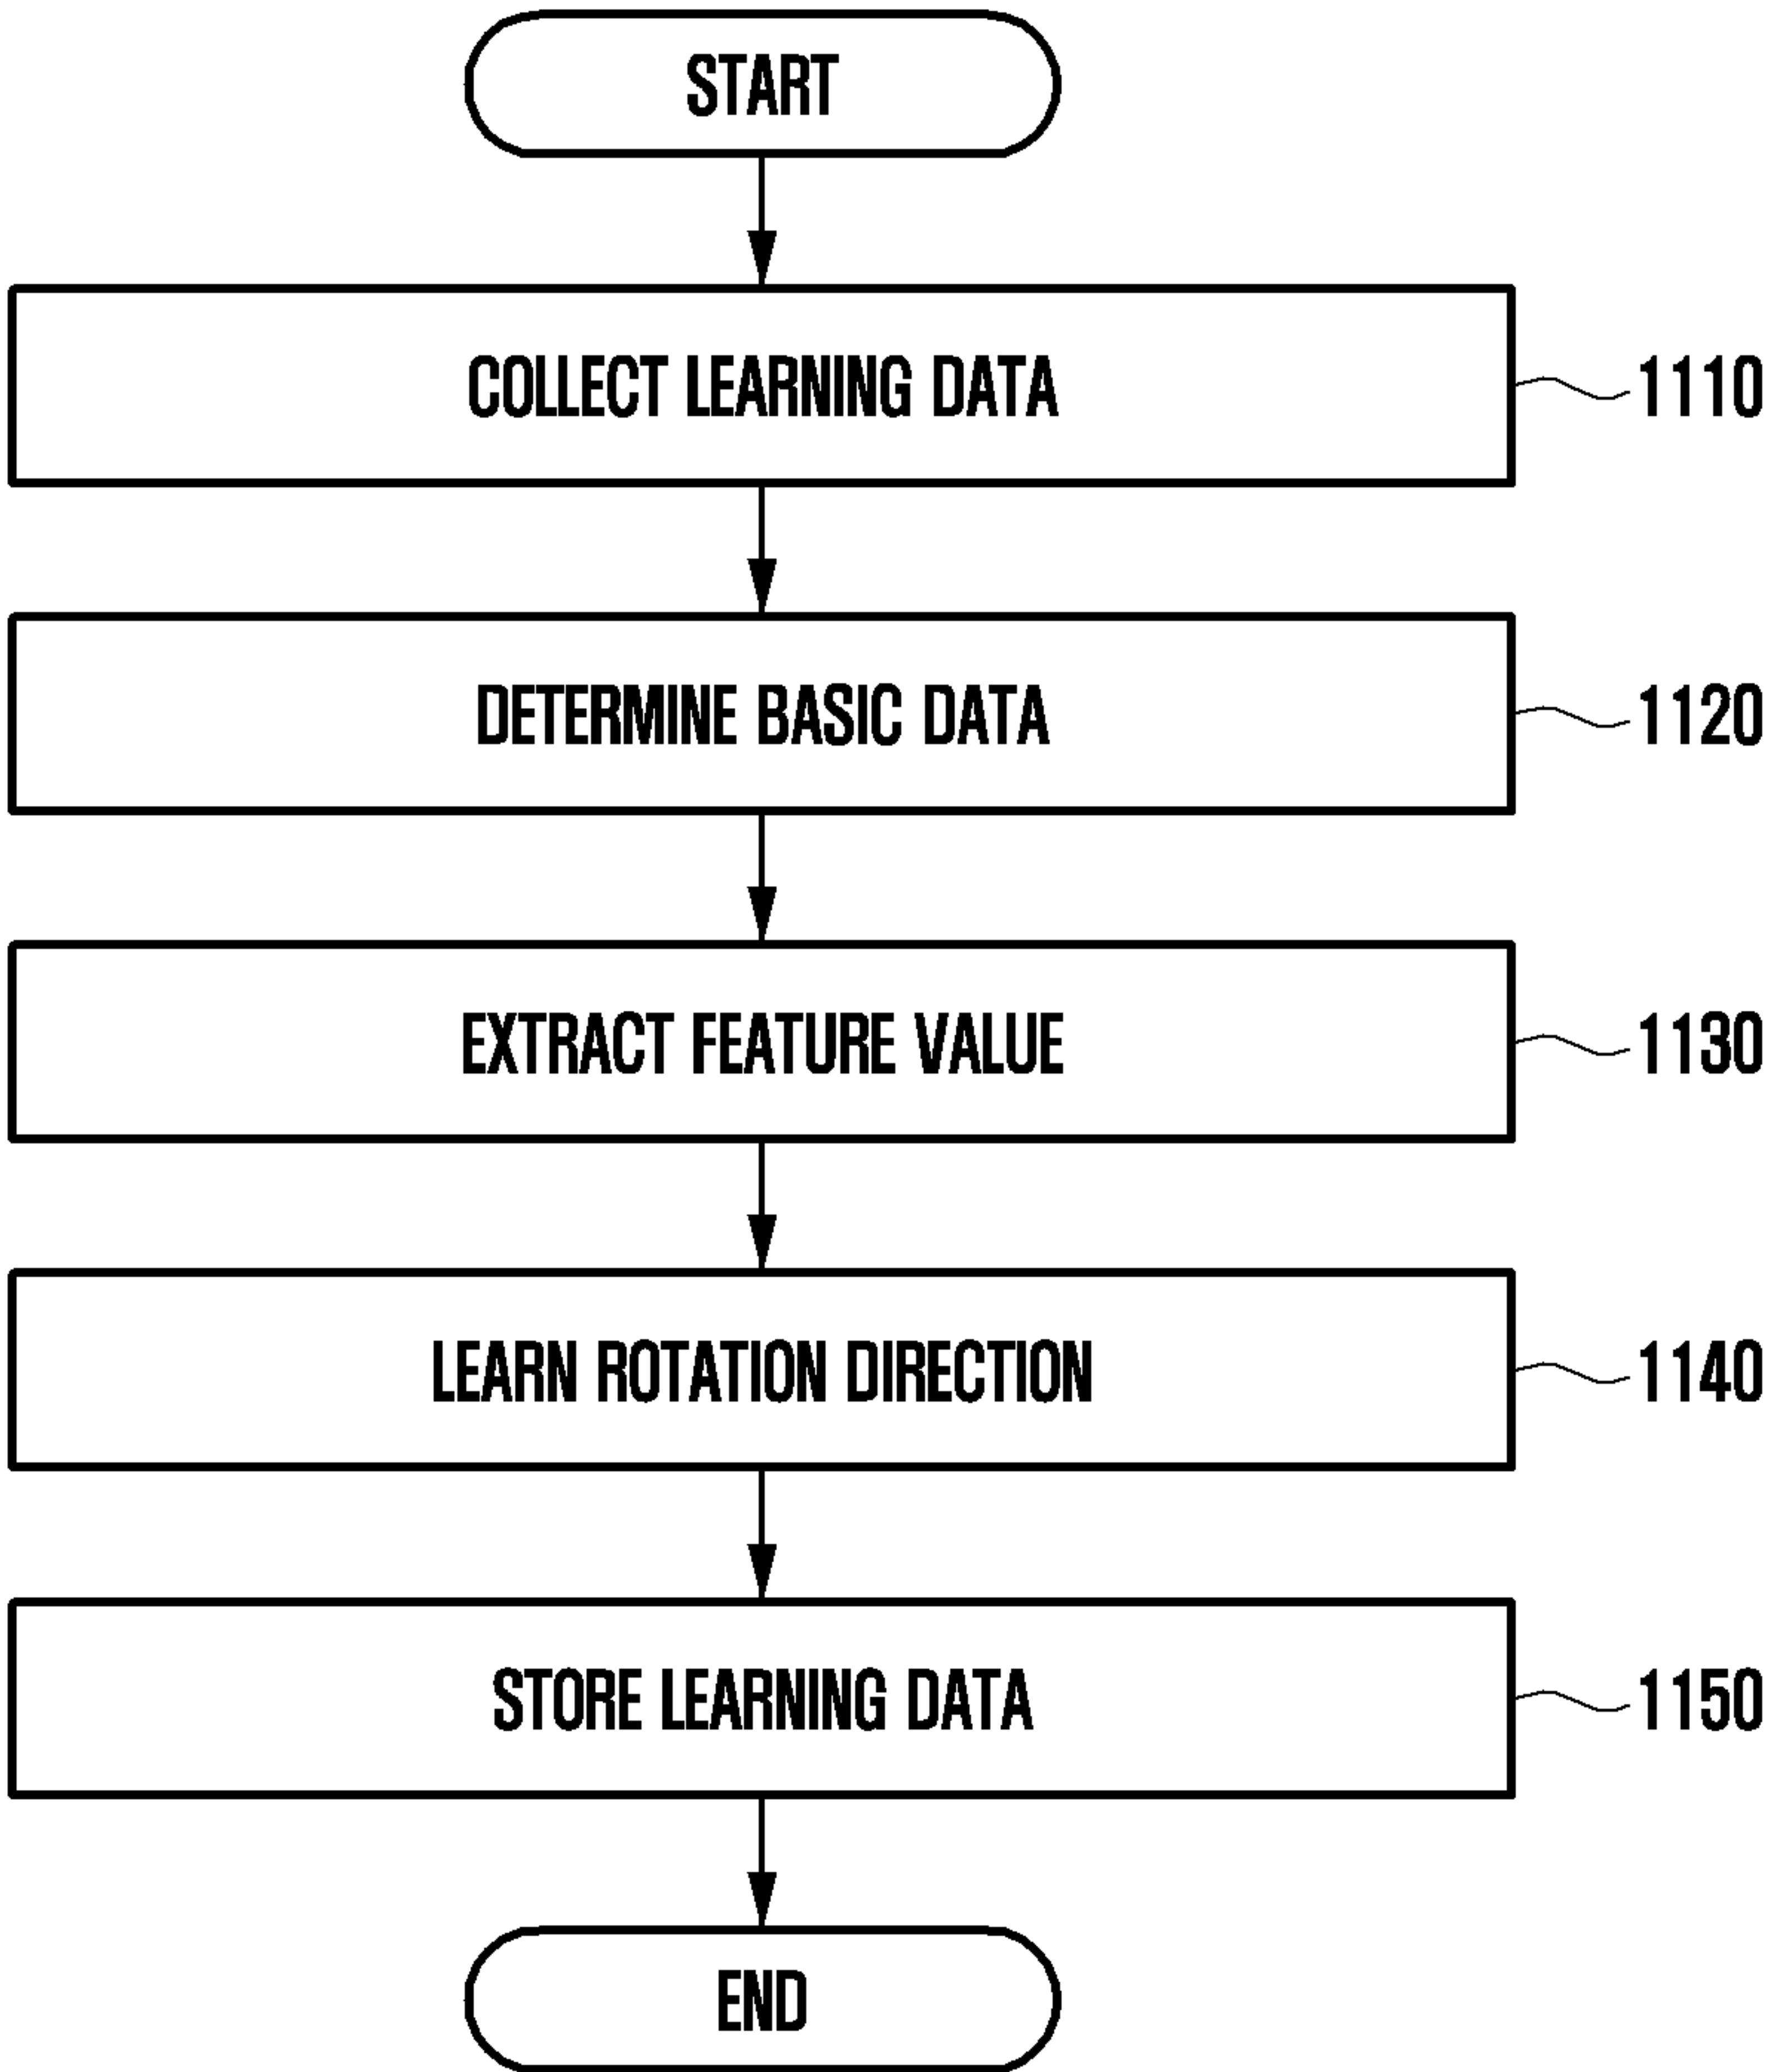 START
COLLECT LEARNING DATA
1110
DETERMINE BASIC DATA
1120
EXTRACT FEATURE VALUE
1130
LEARN ROTATION DIRECTION
1140
STORE LEARNING DATA
1150
END